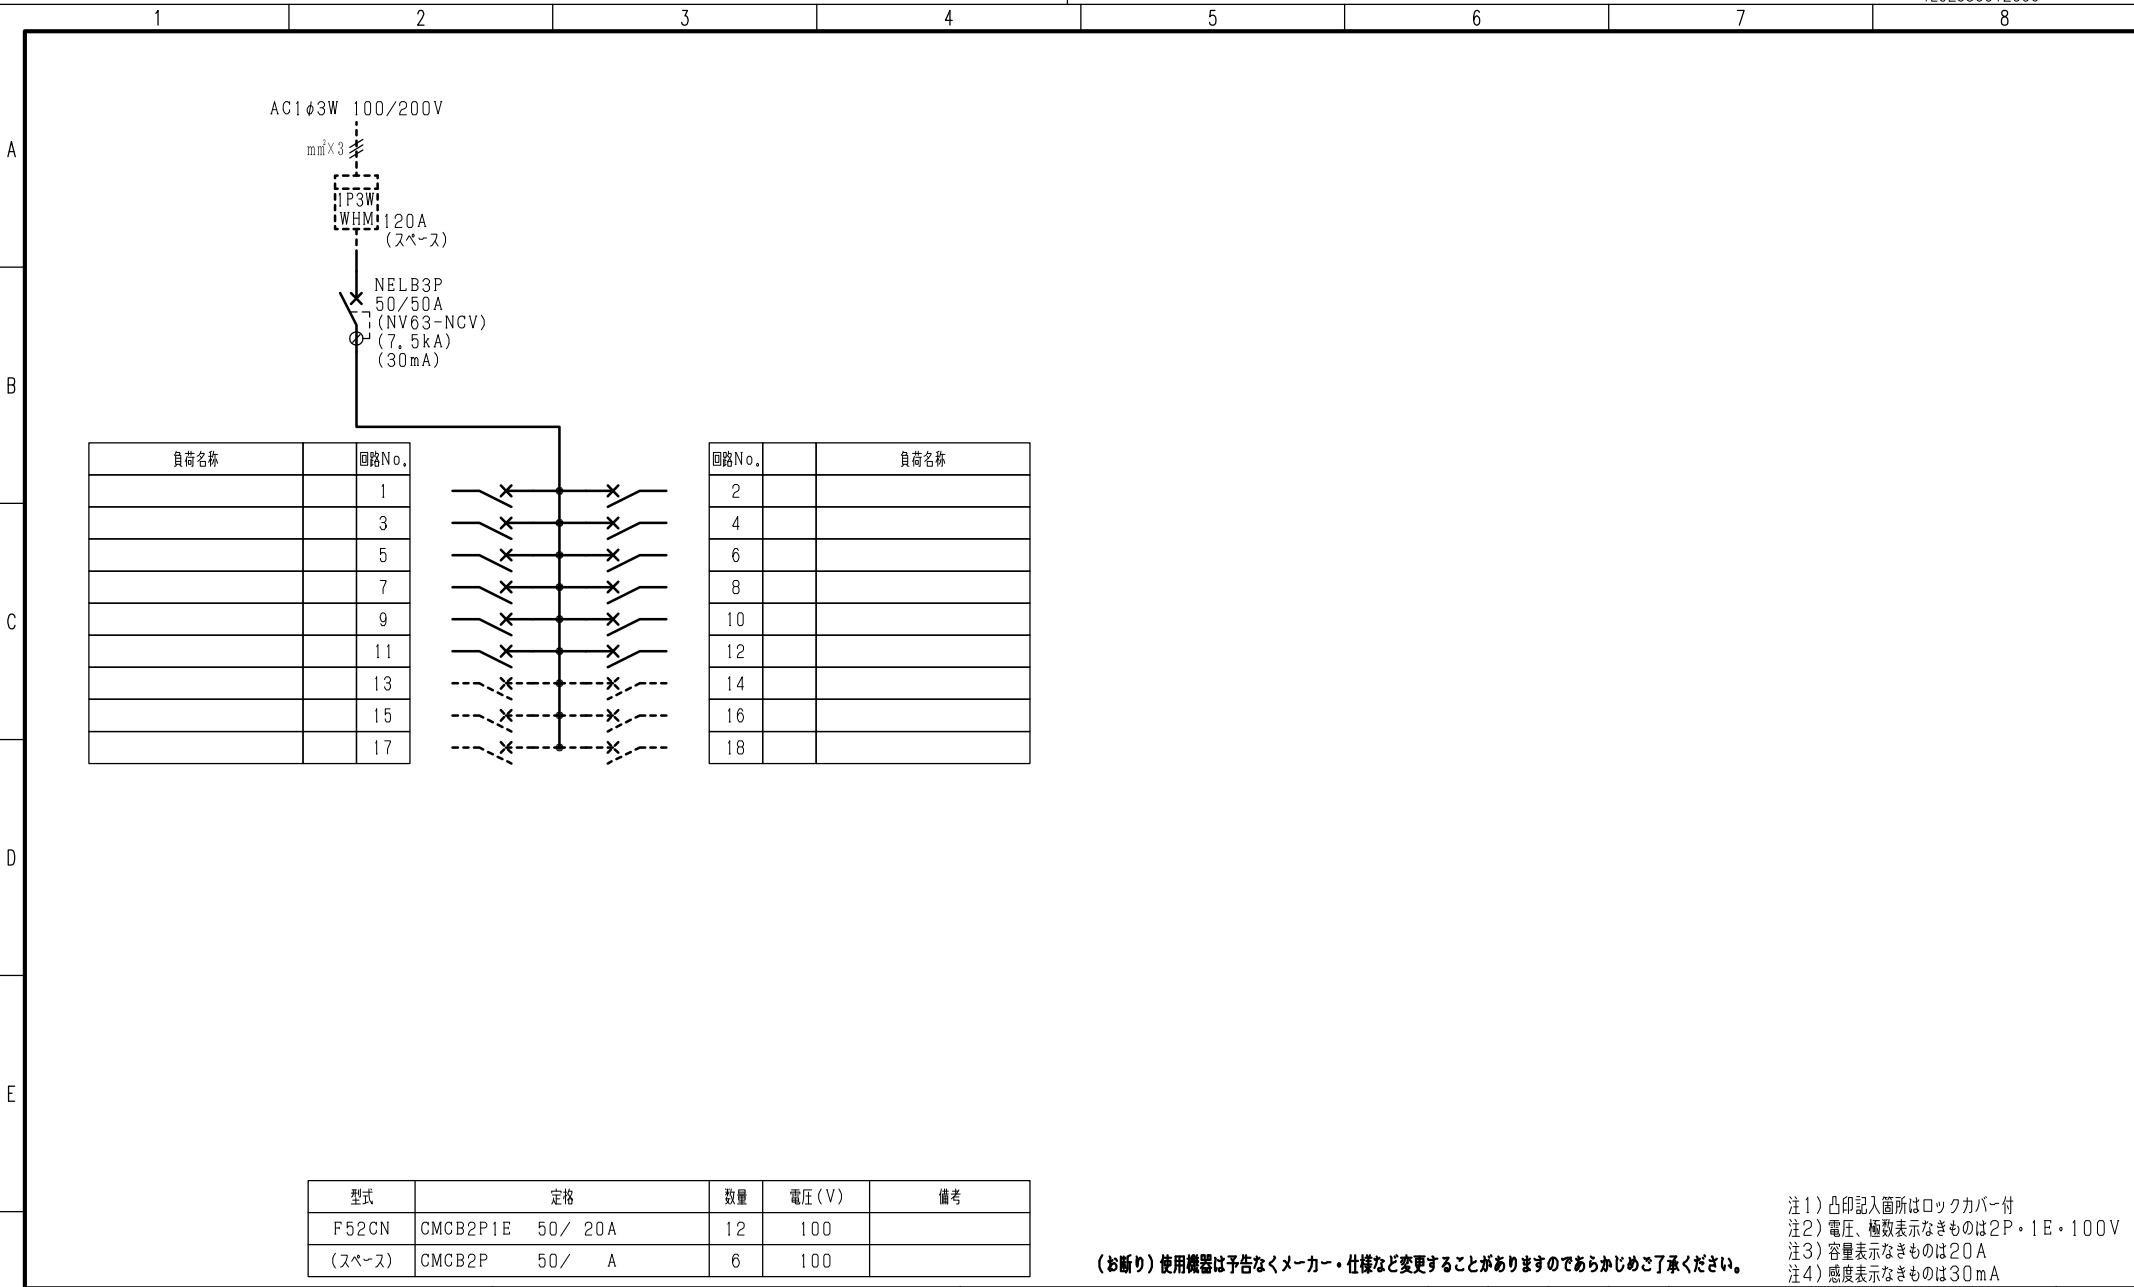 1 2 3 4 5 6 7 8
AC1φ3W 100/200V
A
mm²×3
1P3W
WHM
120A
(スペース)
NELB3P
50/50A
(NV63-NCV)
(7.5kA)
(30mA)
B
負荷名称 回路No.
回路No. 負荷名称
1 2
3 4
5 6
7 8
9 10
C
11 12
13 14
15 16
17 18
D
E
型式 定格 数量 電圧(V) 備考
F52CN CMCB2P1E 50/ 20A 12 100
(スペース) CMCB2P 50/ A 6 100
(お断り)使用機器は予告なくメーカー・仕様など変更することがありますのであらかじめご了承ください。
注1)凸印記入箇所はロックカバー付
注2)電圧、極数表示なきものは2P・1E・100V
注3)容量表示なきものは20A
注4)感度表示なきものは30mA